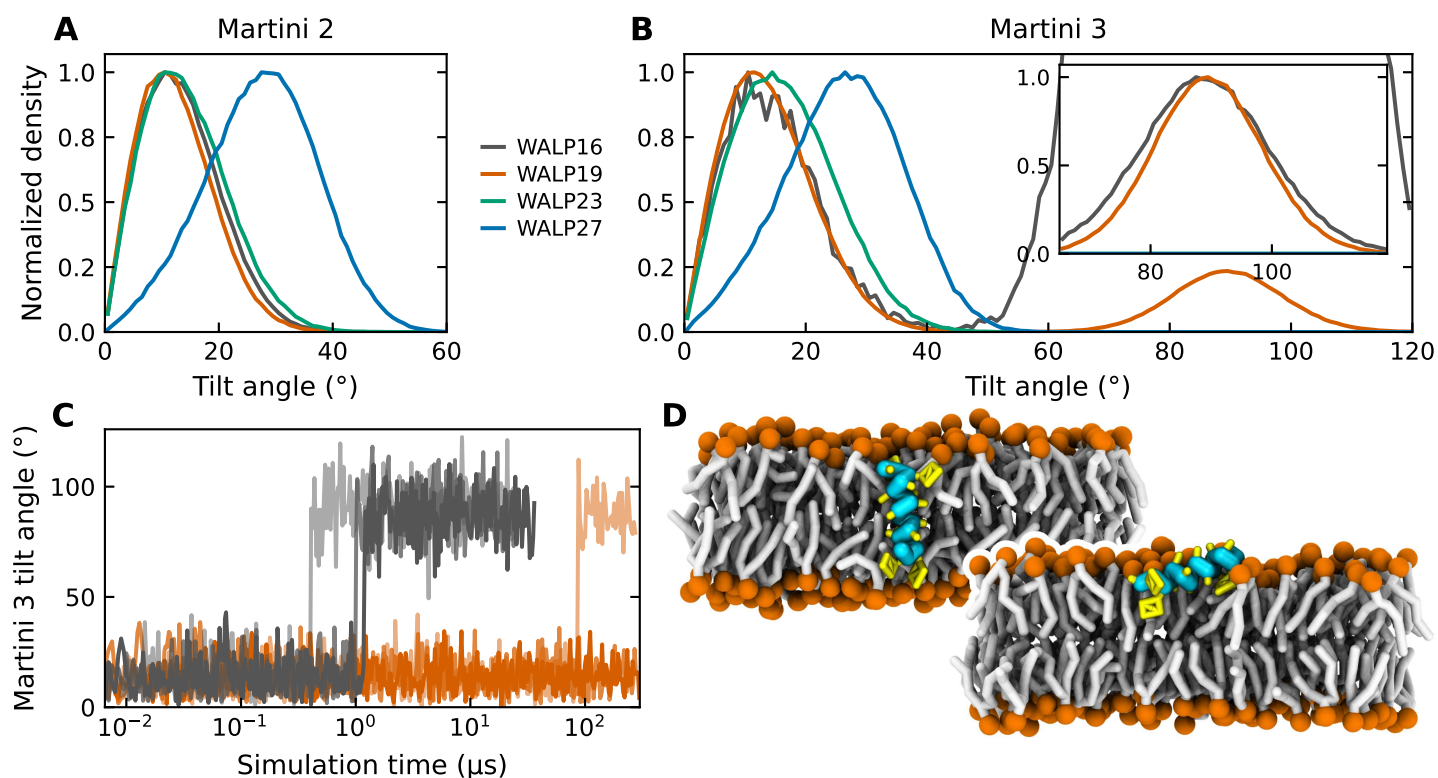 A Martini 2
B Martini 3
Normalized density
1.0
0.8
0.5
0.2
0.0
0 20 40 60
Tilt angle (°)
WALP16
WALP19
WALP23
WALP27
1.0
0.8
0.5
0.2
0.0
0 20 40 60 80 100 120
Tilt angle (°)
1.0
0.5
0.0
80 100
C
Martini 3 tilt angle (°)
100
50
0
10⁻² 10⁻¹ 10⁰ 10¹ 10²
Simulation time (µs)
D